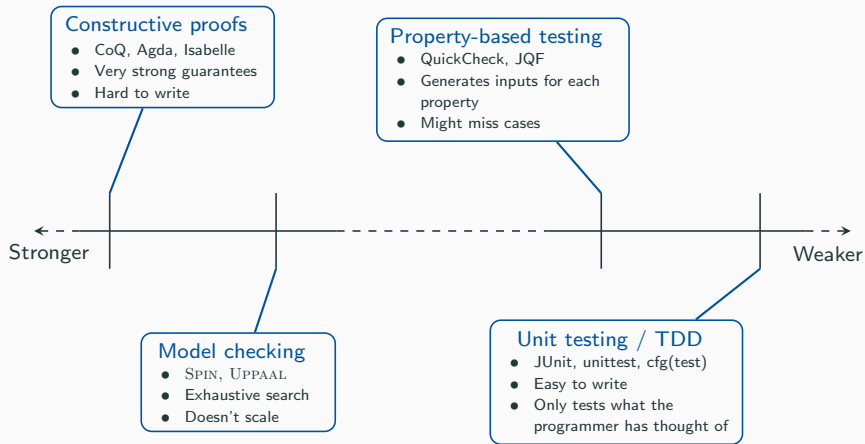 Constructive proofs
● CoQ, Agda, Isabelle
● Very strong guarantees
● Hard to write
Property-based testing
● QuickCheck, JQF
● Generates inputs for each
property
● Might miss cases
Stronger
Weaker
Model checking
● SPIN, UPPAAL
● Exhaustive search
● Doesn't scale
Unit testing / TDD
● JUnit, unittest, cfg(test)
● Easy to write
● Only tests what the
programmer has thought of